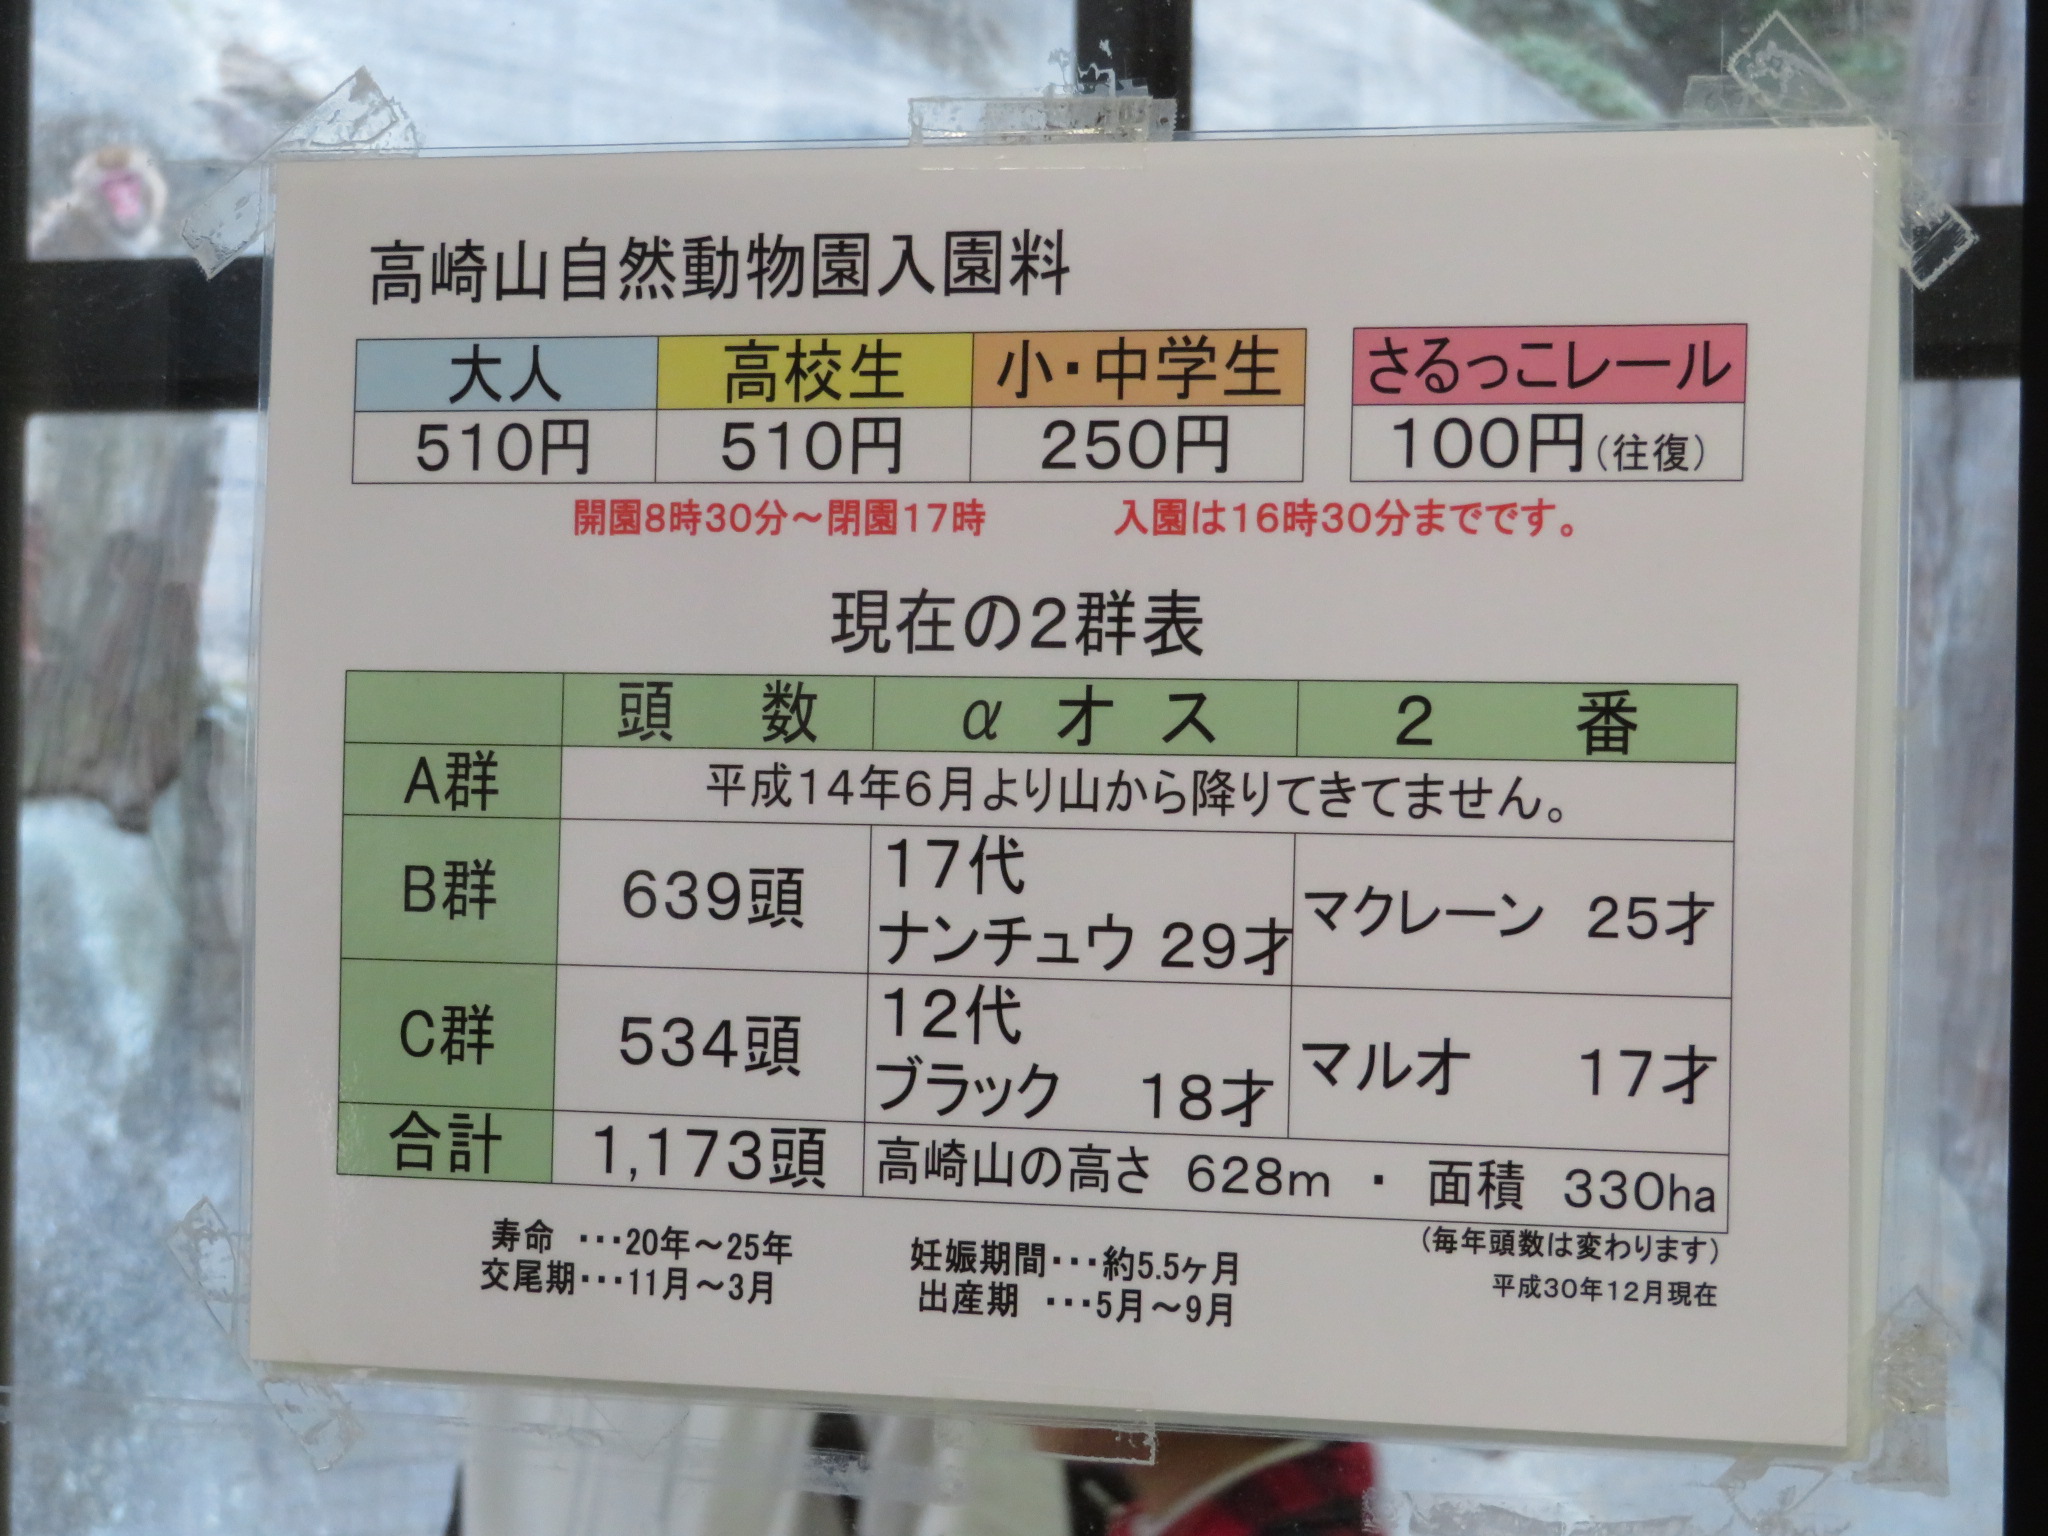 高崎山自然動物園入園料
大人 高校生 小・中学生 さるっこレール
510円 510円 250円 100円(往復)
開園8時30分～閉園17時 入園は16時30分までです。
現在の2群表
頭数 αオス 2番
A群 平成14年6月より山から降りてきてません。
B群 639頭 17代 ナンチュウ 29才 マクレーン 25才
C群 534頭 12代 ブラック 18才 マルオ 17才
合計 1,173頭 高崎山の高さ 628m ・ 面積 330ha
(毎年頭数は変わります)
寿命 …20年～25年 妊娠期間…約5.5ヶ月
交尾期…11月～3月 出産期 …5月～9月
平成30年12月現在